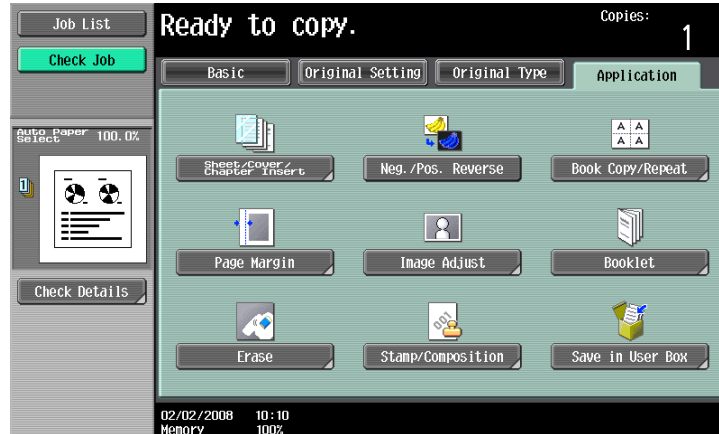 Job List
Ready to copy.
Copies:
1
Check Job
Basic
Original Setting
Original Type
Application
Auto Paper
Select
100.0%
1
Sheet/Cover/
Chapter Insert
Neg./Pos. Reverse
A A
A A
Book Copy/Repeat
Page Margin
Image Adjust
Booklet
Check Details
001
Erase
Stamp/Composition
Save in User Box
02/02/2008 10:10
Memory 100%